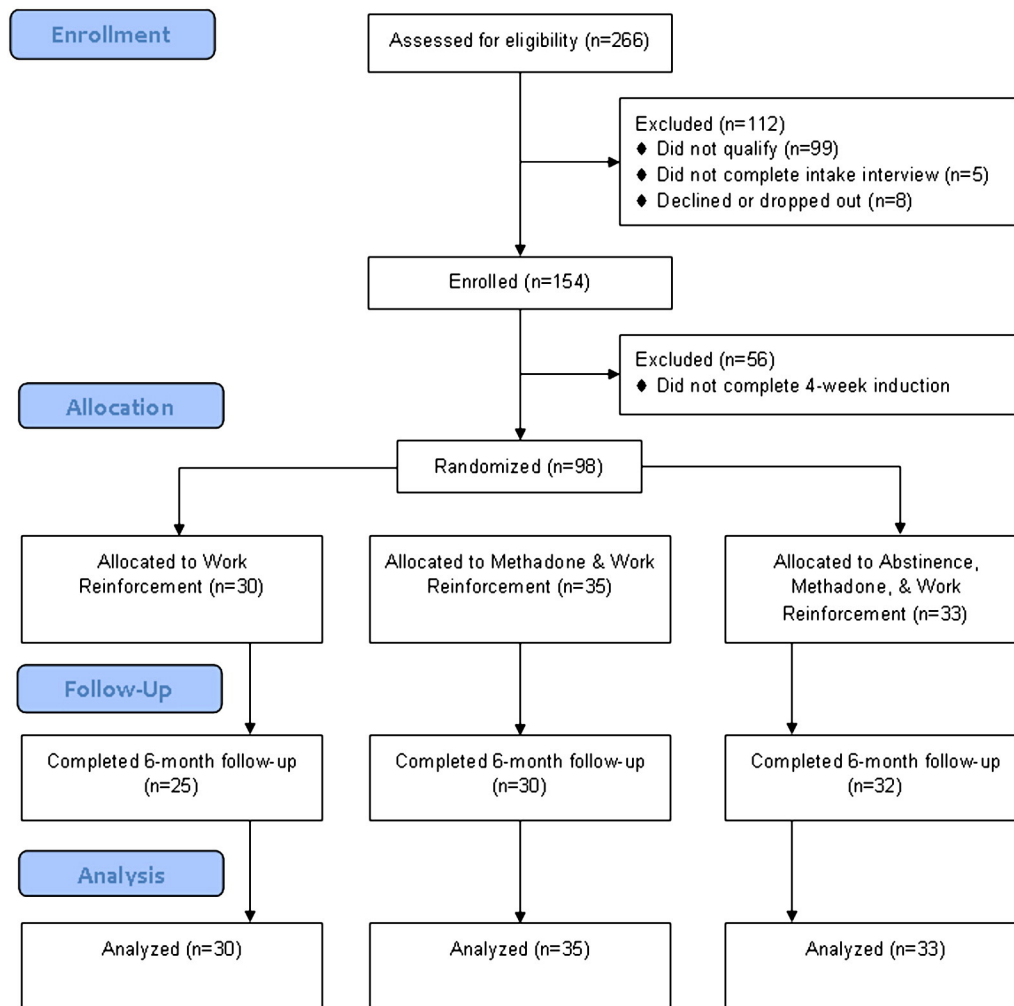 Enrollment
Assessed for eligibility (n=266)
Excluded (n=112)
♦ Did not qualify (n=99)
♦ Did not complete intake interview (n=5)
♦ Declined or dropped out (n=8)
Enrolled (n=154)
Excluded (n=56)
♦ Did not complete 4-week induction
Allocation
Randomized (n=98)
Allocated to Work
Reinforcement (n=30)
Allocated to Methadone & Work
Reinforcement (n=35)
Allocated to Abstinence,
Methadone, & Work
Reinforcement (n=33)
Follow-Up
Completed 6-month follow-up
(n=25)
Completed 6-month follow-up
(n=30)
Completed 6-month follow-up
(n=32)
Analysis
Analyzed (n=30)
Analyzed (n=35)
Analyzed (n=33)